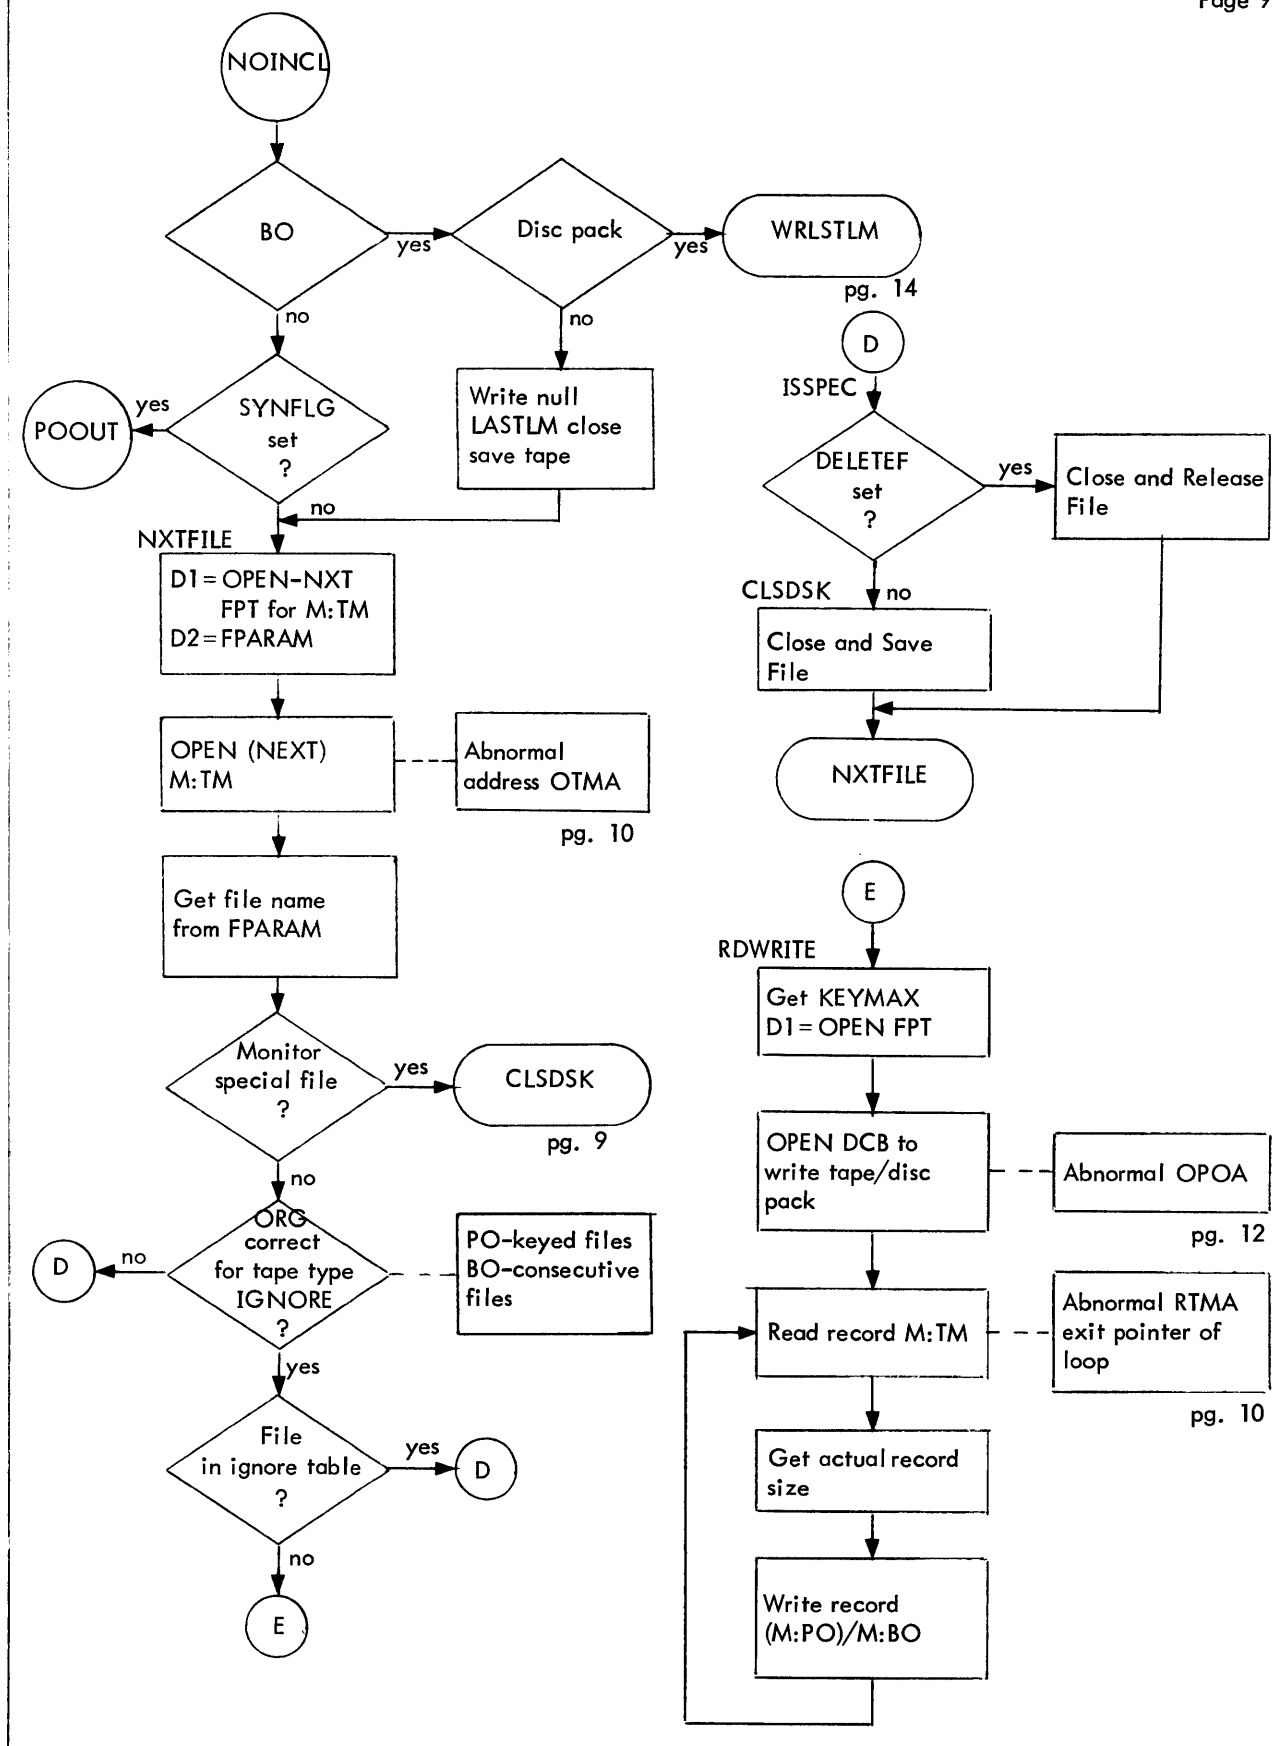 Page 9
NOINCL
BO
yes
Disc pack
yes
WRLSTLM
pg. 14
no
no
SYNFLG
set
?
yes
POOUT
no
Write null
LASTLM close
save tape
NXTFILE
D1 = OPEN-NXT
FPT for M:TM
D2 = FPARAM
OPEN (NEXT)
M:TM
Abnormal
address OTMA
pg. 10
Get file name
from FPARAM
Monitor
special file
?
yes
CLSDSK
pg. 9
no
ORG
correct
for tape type
IGNORE
?
no
D
PO-keyed files
BO-consecutive
files
yes
File
in ignore table
?
yes
D
no
E
D
ISSPEC
DELETEF
set
?
yes
Close and Release
File
no
CLSDSK
Close and Save
File
NXTFILE
E
RDWRITE
Get KEYMAX
D1 = OPEN FPT
OPEN DCB to
write tape/disc
pack
Abnormal OPOA
pg. 12
Read record M:TM
Abnormal RTMA
exit pointer of
loop
pg. 10
Get actual record
size
Write record
(M:PO)/M:BO